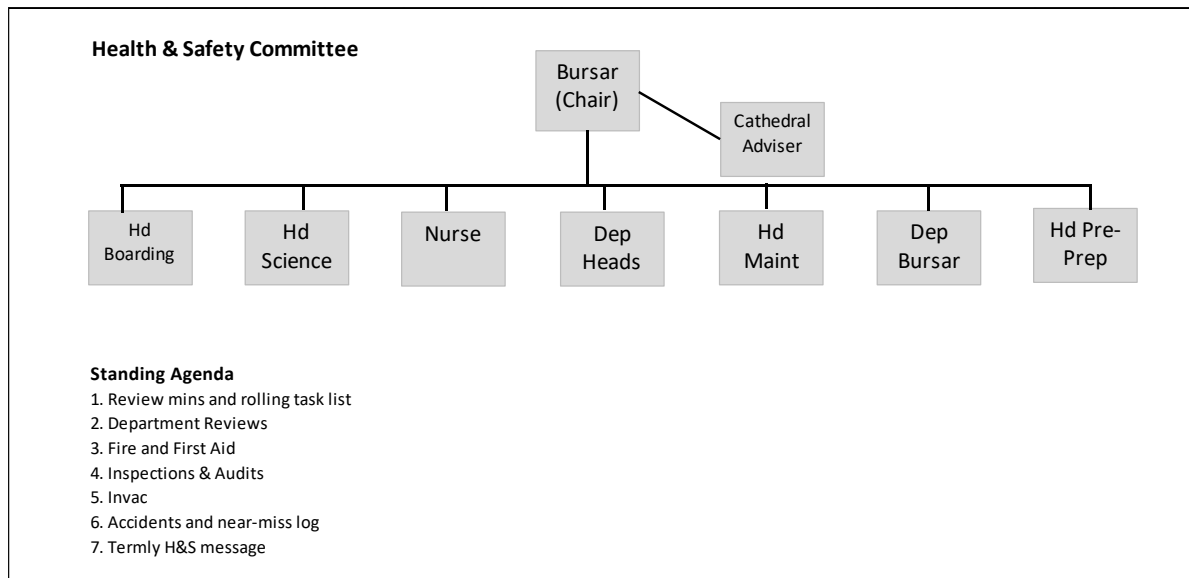 Health & Safety Committee
Bursar
(Chair)
Cathedral
Adviser
Hd
Boarding
Hd
Science
Nurse
Dep
Heads
Hd
Maint
Dep
Bursar
Hd Pre-
Prep
Standing Agenda
1. Review mins and rolling task list
2. Department Reviews
3. Fire and First Aid
4. Inspections & Audits
5. Invac
6. Accidents and near-miss log
7. Termly H&S message